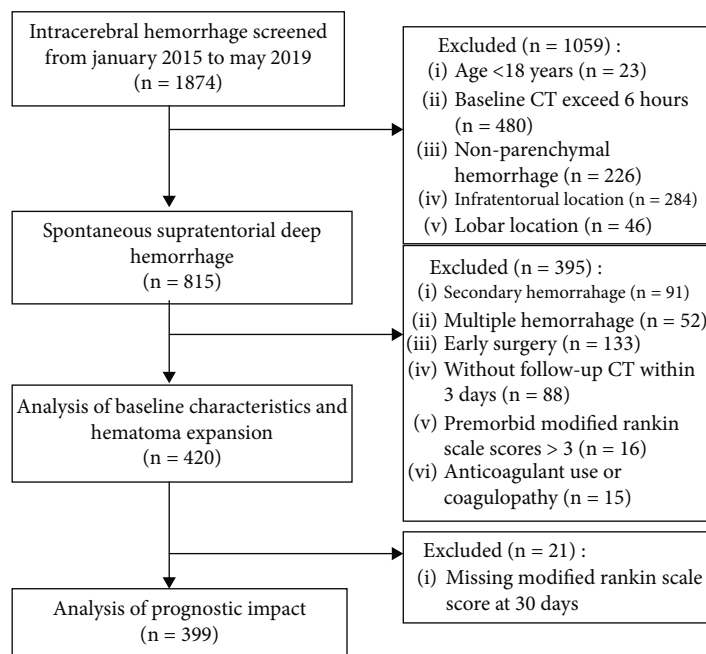 Intracerebral hemorrhage screened
from january 2015 to may 2019
(n = 1874)
Excluded (n = 1059) :
(i) Age <18 years (n = 23)
(ii) Baseline CT exceed 6 hours
(n = 480)
(iii) Non-parenchymal
hemorrhage (n = 226)
(iv) Infratentorual location (n = 284)
(v) Lobar location (n = 46)
Spontaneous supratentorial deep
hemorrhage
(n = 815)
Excluded (n = 395) :
(i) Secondary hemorrahage (n = 91)
(ii) Multiple hemorrahage (n = 52)
(iii) Early surgery (n = 133)
(iv) Without follow-up CT within
3 days (n = 88)
(v) Premorbid modified rankin
scale scores > 3 (n = 16)
(vi) Anticoagulant use or
coagulopathy (n = 15)
Analysis of baseline characteristics and
hematoma expansion
(n = 420)
Excluded (n = 21) :
(i) Missing modified rankin scale
score at 30 days
Analysis of prognostic impact
(n = 399)